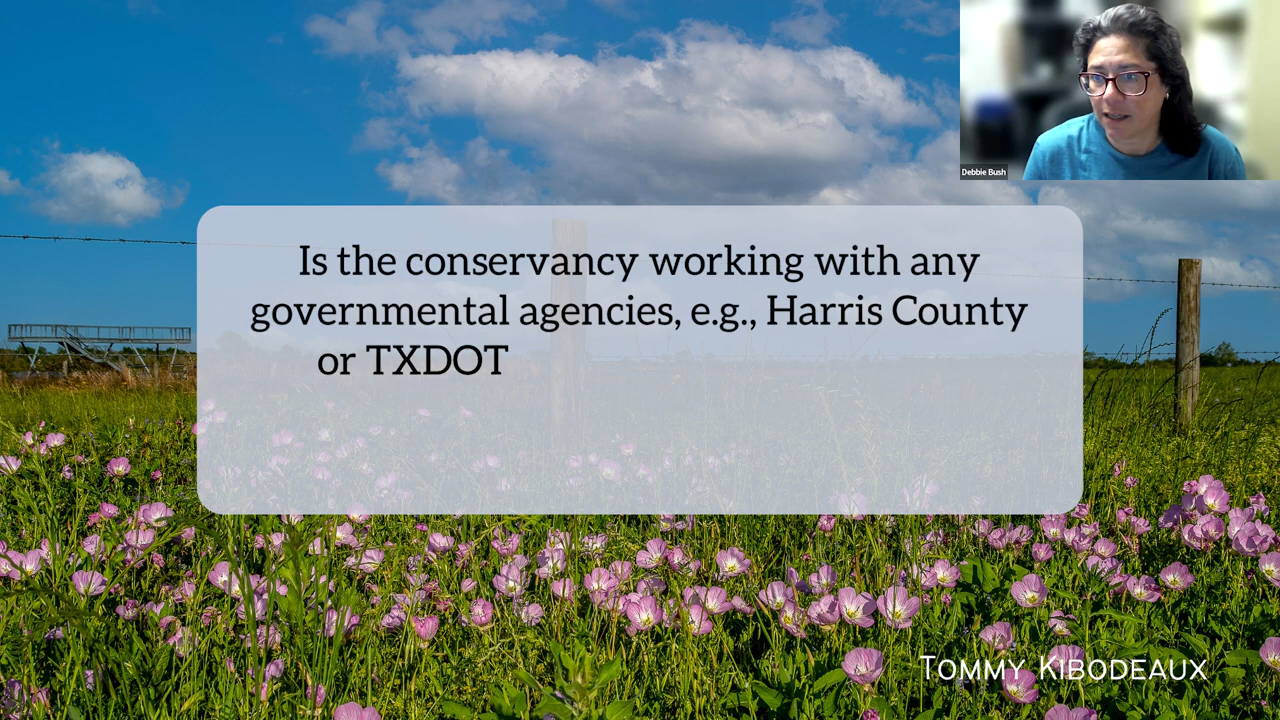 Debbie Bush
Is the conservancy working with any
governmental agencies, e.g., Harris County
or TXDOT
Tommy Kibodeaux